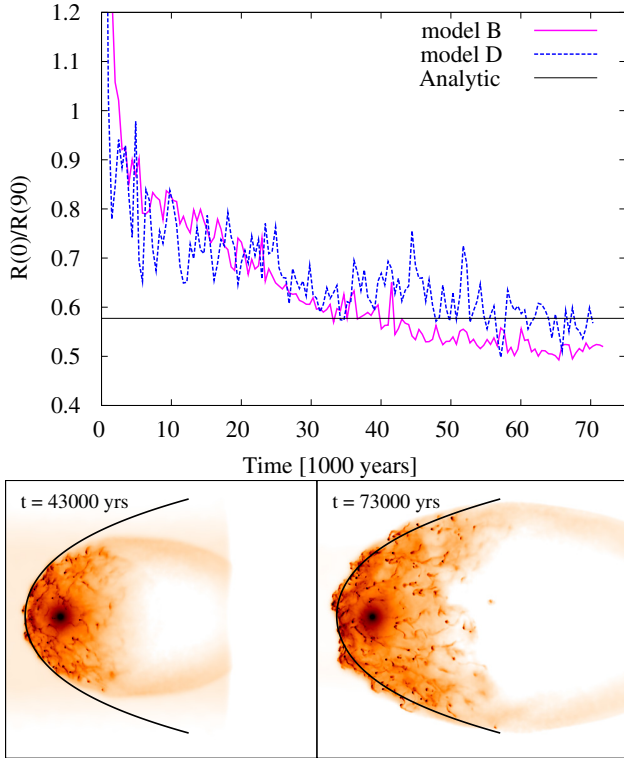 model B
model D
Analytic
1.2
1.1
1
0.9
0.8
0.7
0.6
0.5
0.4
R(0)/R(90)
0 10 20 30 40 50 60 70
Time [1000 years]
t = 43000 yrs
t = 73000 yrs